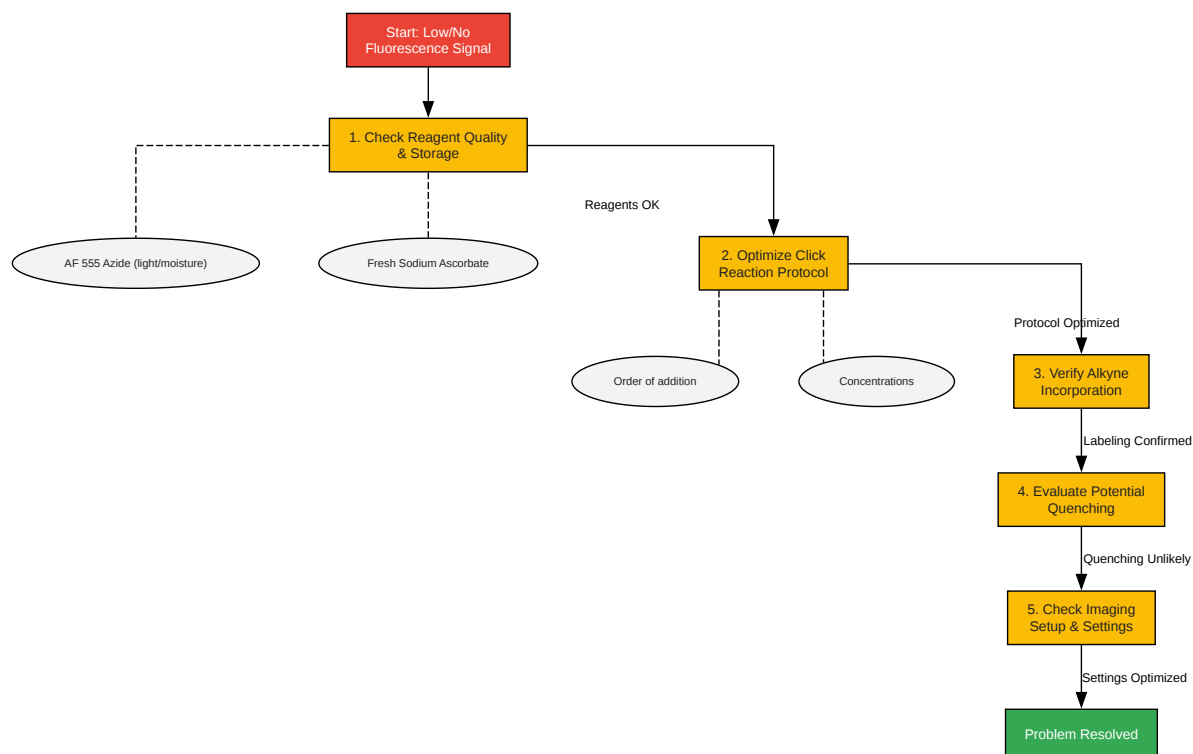 Start: Low/No
Fluorescence Signal
1. Check Reagent Quality
& Storage
Reagents OK
AF 555 Azide (light/moisture)
Fresh Sodium Ascorbate
2. Optimize Click
Reaction Protocol
Protocol Optimized
Order of addition
Concentrations
3. Verify Alkyne
Incorporation
Labeling Confirmed
4. Evaluate Potential
Quenching
Quenching Unlikely
5. Check Imaging
Setup & Settings
Settings Optimized
Problem Resolved